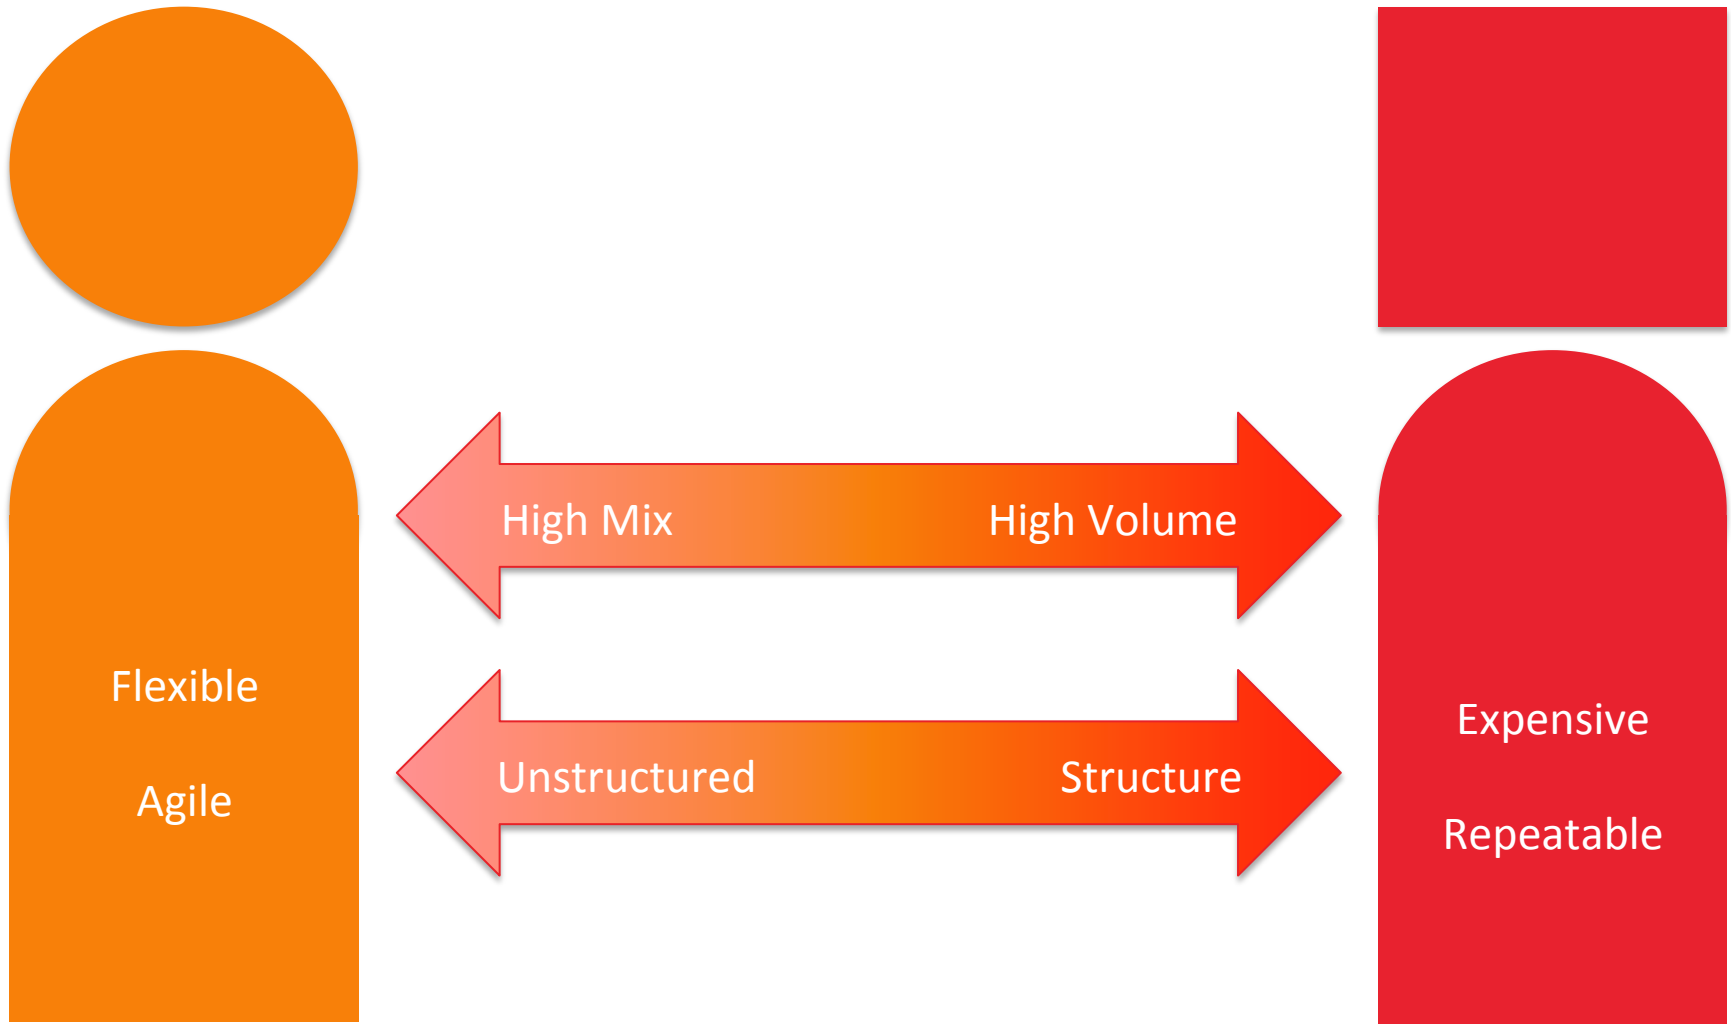 High Mix
High Volume
Flexible
Agile
Unstructured
Structure
Expensive
Repeatable